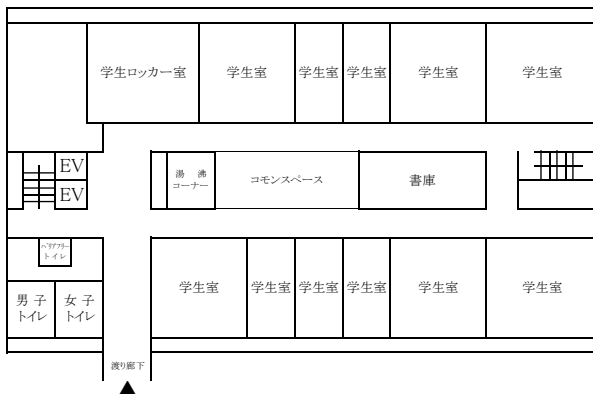 学生ロッカー室
学生室
学生室
学生室
学生室
学生室
EV
EV
湯 沸
コーナー
コモンスペース
書庫
バリアフリー
トイレ
男 子
トイレ
女 子
トイレ
学生室
学生室
学生室
学生室
学生室
学生室
渡り廊下